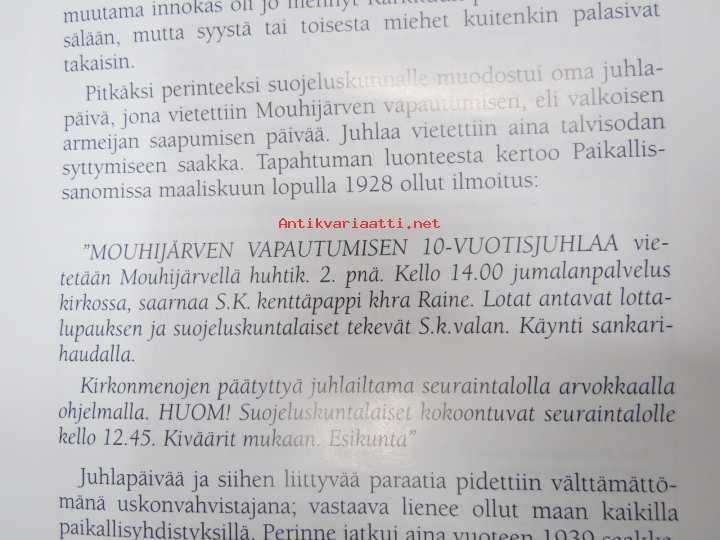 muutama innokas oli jo mennyt
sälään, mutta syystä tai toisesta miehet kuitenkin palasivat
takaisin.
Pitkäksi perinteeksi suojeluskunnalle muodostui oma juhla-
päivä, jona vietettiin Mouhijärven vapautumisen, eli valkoisen
armeijan saapumisen päivää. Juhlaa vietettiin aina talvisodan
syttymiseen saakka. Tapahtuman luonteesta kertoo Paikallis-
sanomissa maaliskuun lopulla 1928 ollut ilmoitus:
Antikvariaatti.net
”MOUHIJÄRVEN VAPAUTUMISEN 10-VUOTISJUHLAA vie-
tetään Mouhijärvellä huhtik. 2. pnä. Kello 14.00 jumalanpalvelus
kirkossa, saarnaa S.K. kenttäpappi khra Raine. Lotat antavat lotta-
lupauksen ja suojeluskuntalaiset tekevät S.k.valan. Käynti sankari-
haudalla.
Kirkonmenojen päätyttyä juhlailtama seuraintalolla arvokkaalla
ohjelmalla. HUOM! Suojeluskuntalaiset kokoontuvat seuraintalolle
kello 12.45. Kiväärit mukaan. Esikunta”
Juhlapäivää ja siihen liittyvää paraatia pidettiin välttämättö-
mänä uskonvahvistajana; vastaava lienee ollut maan kaikilla
paikallisyhdistyksillä. Perinne jatkui aina vuoteen 1939 saakka